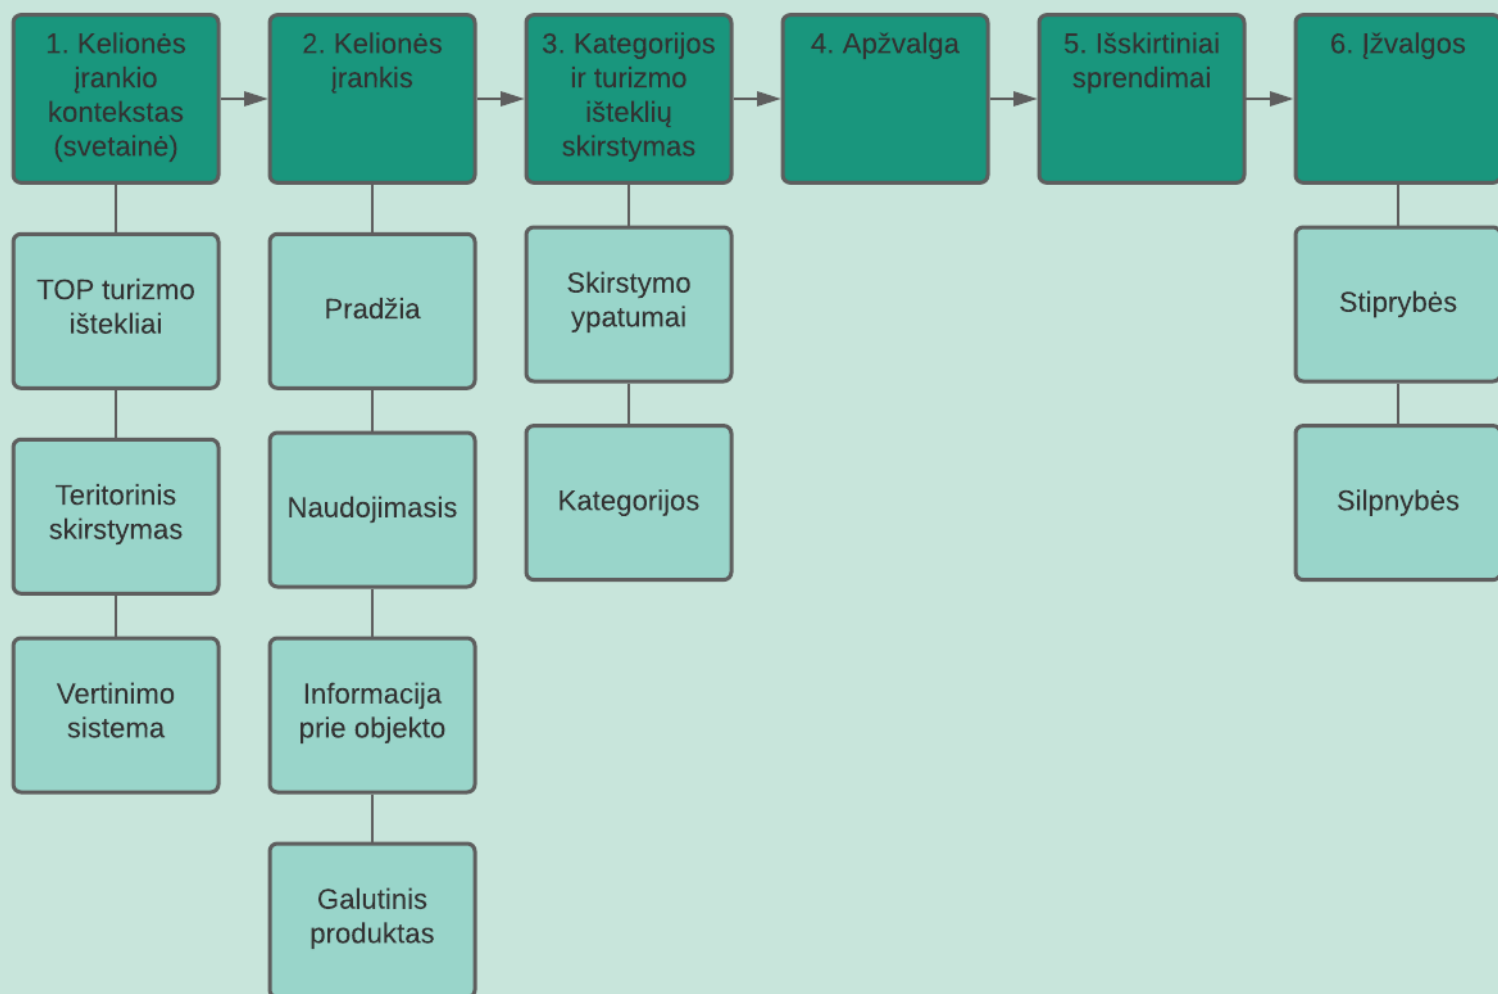 1. Kelionės
įrankio
kontekstas
(svetainė)
TOP turizmo
ištekliai
Teritorinis
skirstymas
Vertinimo
sistema
2. Kelionės
įrankis
Pradžia
Naudojimasis
Informacija
prie objekto
Galutinis
produktas
3. Kategorijos
ir turizmo
išteklių
skirstymas
Skirstymo
ypatumai
Kategorijos
4. Apžvalga
5. Išskirtiniai
sprendimai
6. Įžvalgos
Stiprybės
Silpnybės